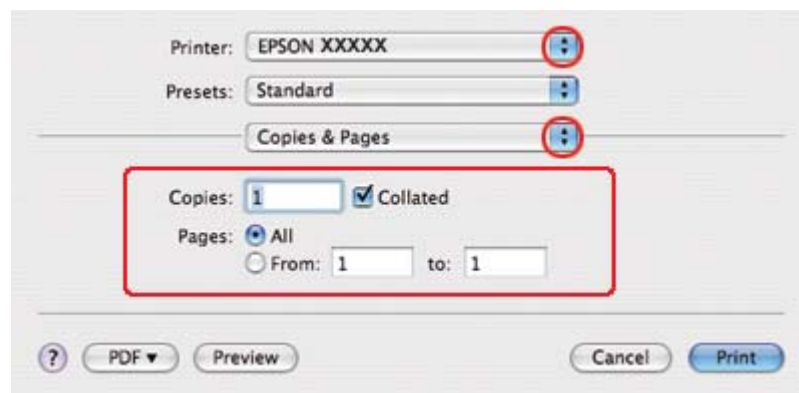 Printer: EPSON XXXXX
Presets: Standard
Copies & Pages
Copies: 1 Collated
Pages: All
From: 1 to: 1
? PDF ▼ Preview Cancel Print